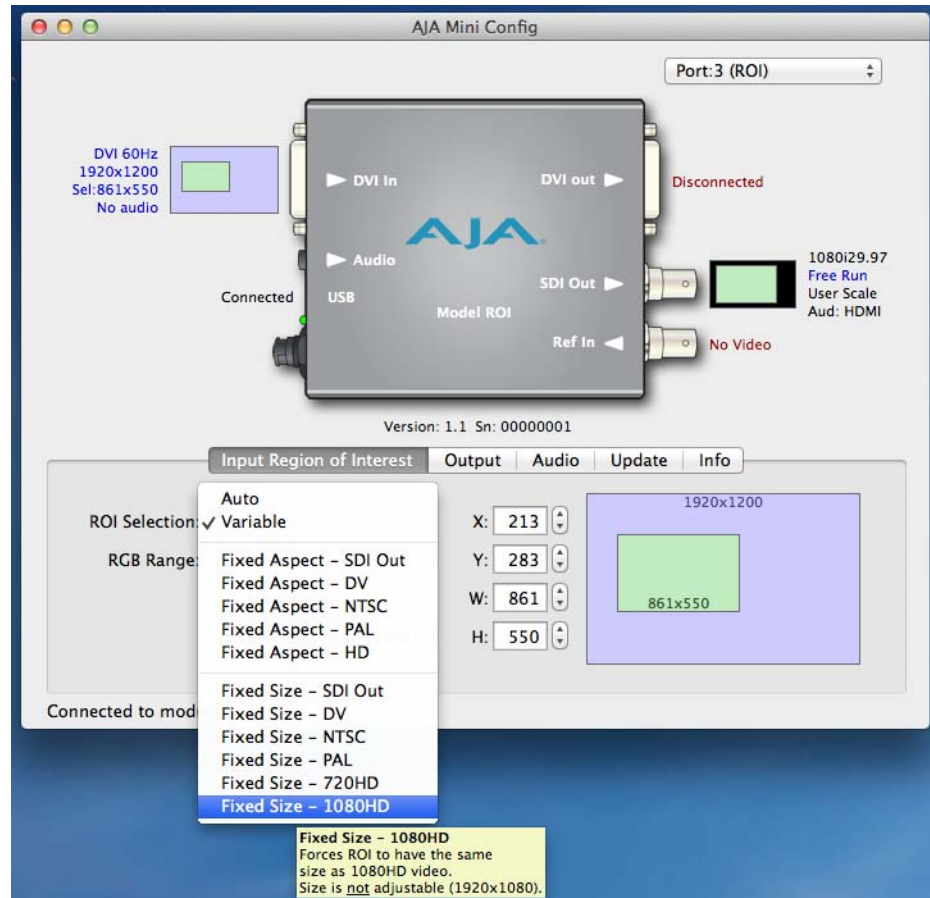 AJA Mini Config
Port:3 (ROI)
DVI 60Hz
1920x1200
Sel:861x550
No audio
DVI In
DVI out
Disconnected
AJA
Audio
Connected
USB
SDI Out
Model ROI
Ref In
1080i29.97
Free Run
User Scale
Aud: HDMI
No Video
Version: 1.1 Sn: 00000001
Input Region of Interest Output Audio Update Info
ROI Selection:
RGB Range:
Auto
✓ Variable
Fixed Aspect – SDI Out
Fixed Aspect – DV
Fixed Aspect – NTSC
Fixed Aspect – PAL
Fixed Aspect – HD
Fixed Size – SDI Out
Fixed Size – DV
Fixed Size – NTSC
Fixed Size – PAL
Fixed Size – 720HD
Fixed Size – 1080HD
X: 213
Y: 283
W: 861
H: 550
1920x1200
861x550
Connected to
Fixed Size – 1080HD
Forces ROI to have the same
size as 1080HD video.
Size is not adjustable (1920x1080).